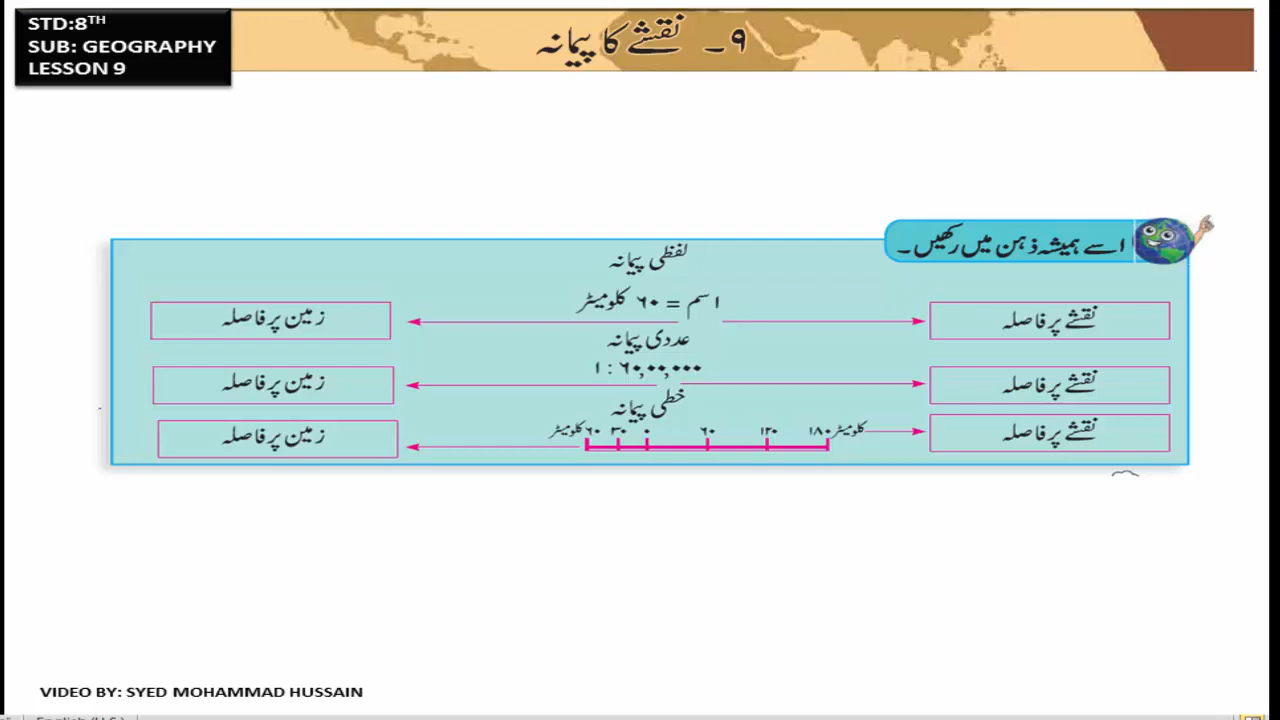 STD:8TH
SUB: GEOGRAPHY
LESSON 9
۹۔ نقشے کا پیمانہ
اسے ہمیشہ ذہن میں رکھیں۔
لفظی پیمانہ
نقشے پر فاصلہ
۱ سم = ۶۰ کلومیٹر
زمین پر فاصلہ
عددی پیمانہ
نقشے پر فاصلہ
۱ : ۶۰,۰۰,۰۰۰
زمین پر فاصلہ
خطی پیمانہ
نقشے پر فاصلہ
کلومیٹر ۶۰ ۳۰ ۰ ۶۰ ۱۲۰ ۱۸۰ کلومیٹر
زمین پر فاصلہ
VIDEO BY: SYED MOHAMMAD HUSSAIN